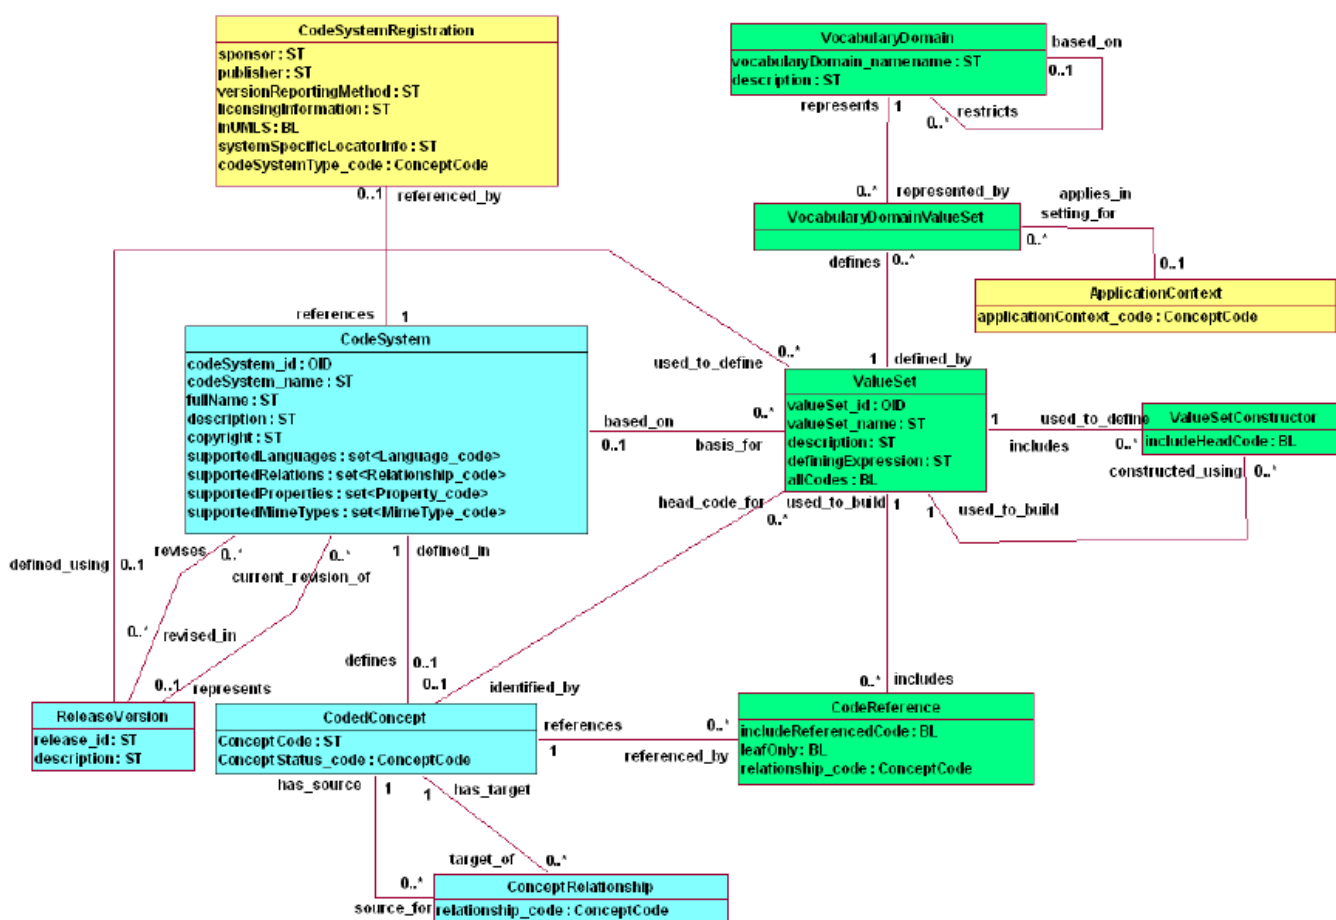 CodeSystemRegistration
sponsor : ST
publisher : ST
versionReportingMethod : ST
licensingInformation : ST
inUMLS : BL
systemSpecificLocatorInfo : ST
codeSystemType_code : ConceptCode
0..1
referenced_by
VocabularyDomain
vocabularyDomain_namename : ST
description : ST
based_on
0..1
represents
1
0..*
restricts
0..*
represented_by
applies_in
setting_for
VocabularyDomainValueSet
0..*
defines
0..*
0..1
ApplicationContext
applicationContext_code : ConceptCode
references
1
CodeSystem
codeSystem_id : OID
codeSystem_name : ST
fullName : ST
description : ST
copyright : ST
supportedLanguages : set<Language_code>
supportedRelations : set<Relationship_code>
supportedProperties : set<Property_code>
supportedMimeTypes : set<MimeType_code>
used_to_define
0..*
1
defined_by
based_on
0..*
0..1
basis_for
ValueSet
valueSet_id : OID
valueSet_name : ST
description : ST
definingExpression : ST
allCodes : BL
1
used_to_define
includes
0..*
ValueSetConstructor
includeHeadCode : BL
constructed_using
0..*
head_code_for
0..*
used_to_build
1
1
used_to_build
defined_using
0..1
revises
0..*
0..*
current_revision_of
1
defined_in
0..*
revised_in
0..1
represents
defines
0..1
0..1
identified_by
0..*
includes
ReleaseVersion
release_id : ST
description : ST
CodedConcept
ConceptCode : ST
ConceptStatus_code : ConceptCode
references
0..*
1
referenced_by
CodeReference
includeReferencedCode : BL
leafOnly : BL
relationship_code : ConceptCode
has_source
1
1
has_target
target_of
0..*
0..*
source_for
ConceptRelationship
relationship_code : ConceptCode